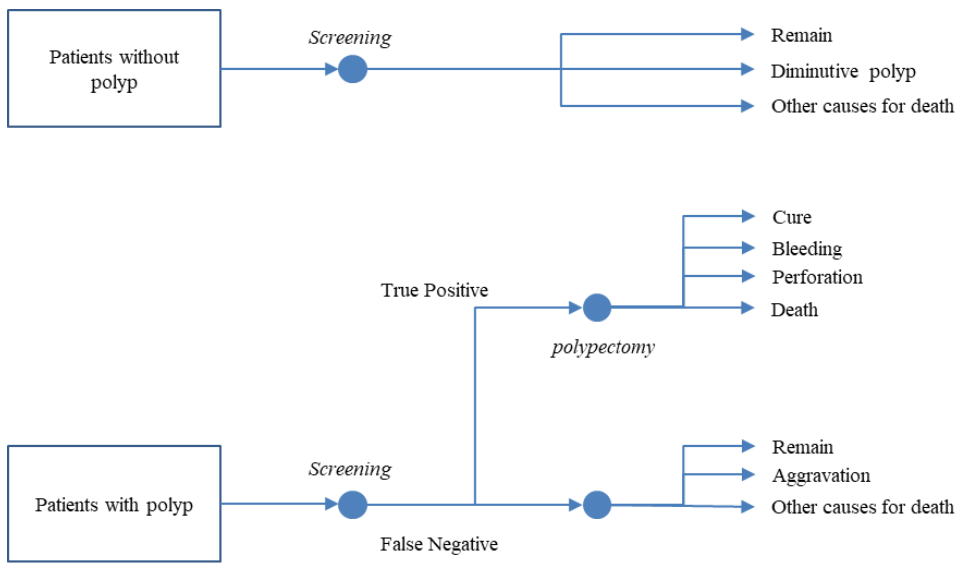 Patients without
polyp
Screening
Remain
Diminutive polyp
Other causes for death
Cure
Bleeding
Perforation
Death
True Positive
polypectomy
Patients with polyp
Screening
False Negative
Remain
Aggravation
Other causes for death